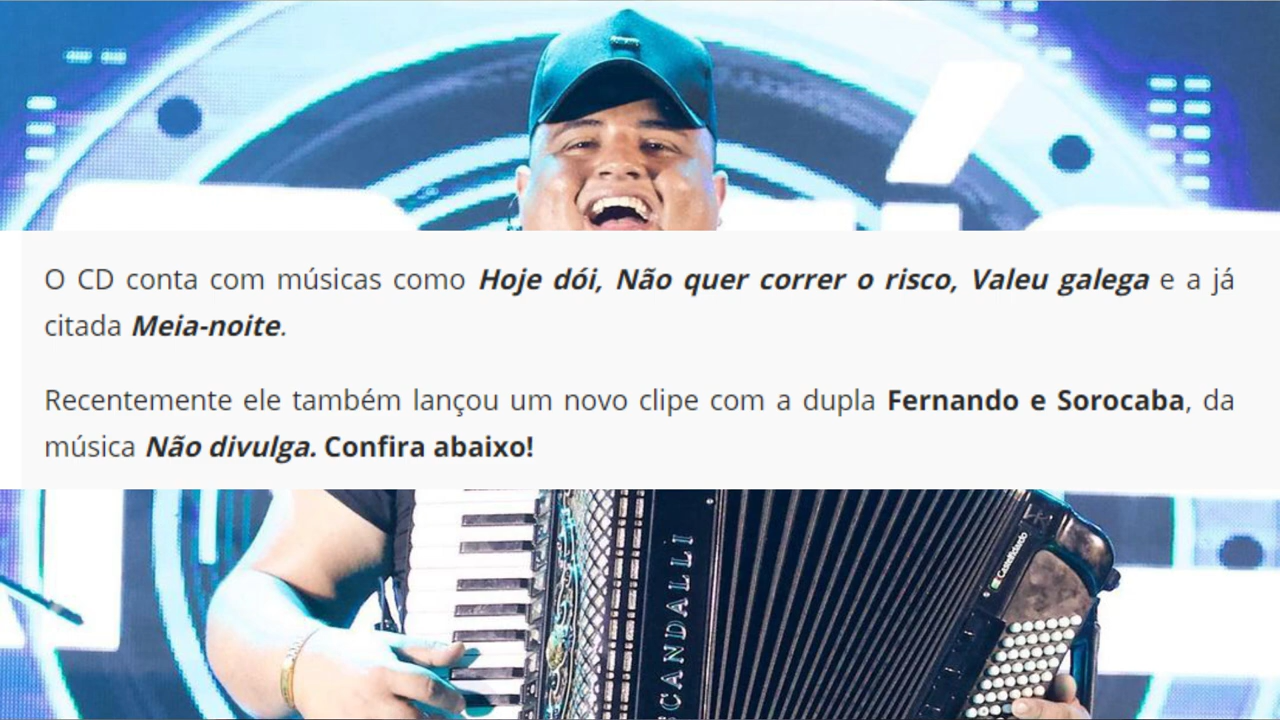 O CD conta com músicas como Hoje dói, Não quer correr o risco, Valeu galega e a já
citada Meia-noite.
Recentemente ele também lançou um novo clipe com a dupla Fernando e Sorocaba, da
música Não divulga. Confira abaixo!
SCANDALLI
Castelfidardo